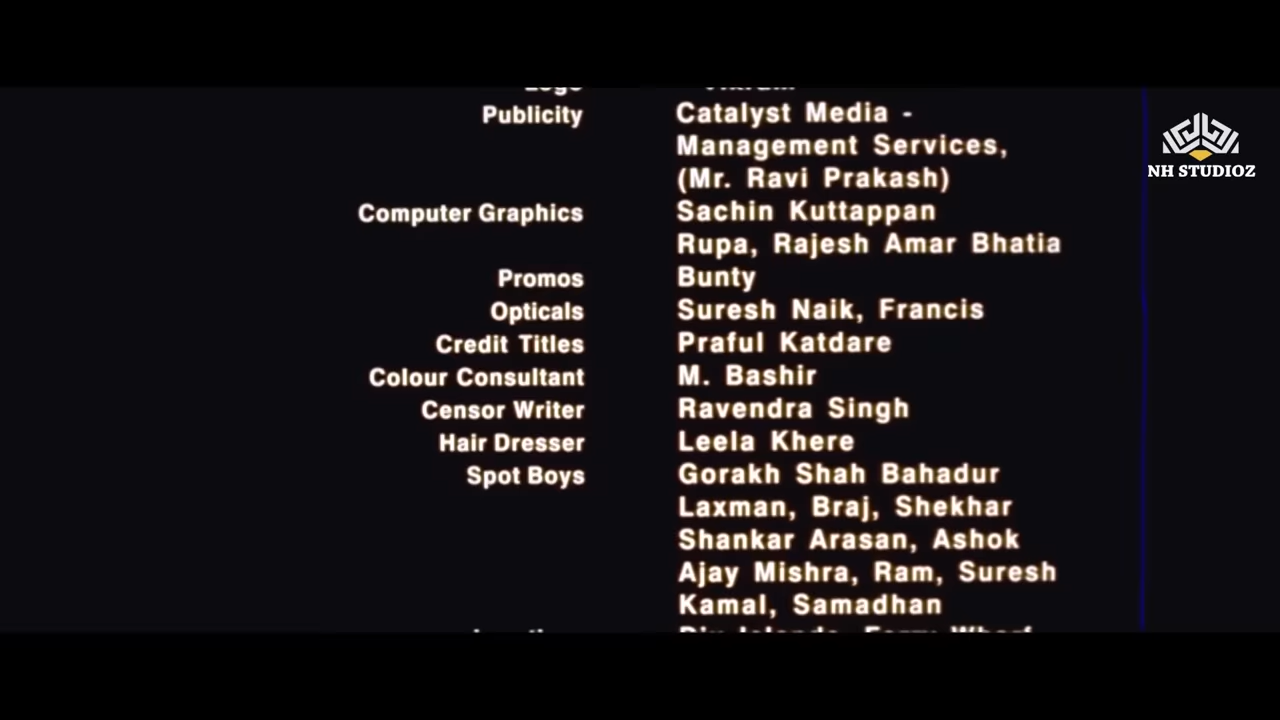 Logo
Publicity Catalyst Media -
Management Services,
(Mr. Ravi Prakash)
Computer Graphics Sachin Kuttappan
Rupa, Rajesh Amar Bhatia
Promos Bunty
Opticals Suresh Naik, Francis
Credit Titles Praful Katdare
Colour Consultant M. Bashir
Censor Writer Ravendra Singh
Hair Dresser Leela Khere
Spot Boys Gorakh Shah Bahadur
Laxman, Braj, Shekhar
Shankar Arasan, Ashok
Ajay Mishra, Ram, Suresh
Kamal, Samadhan
NH STUDIOZ